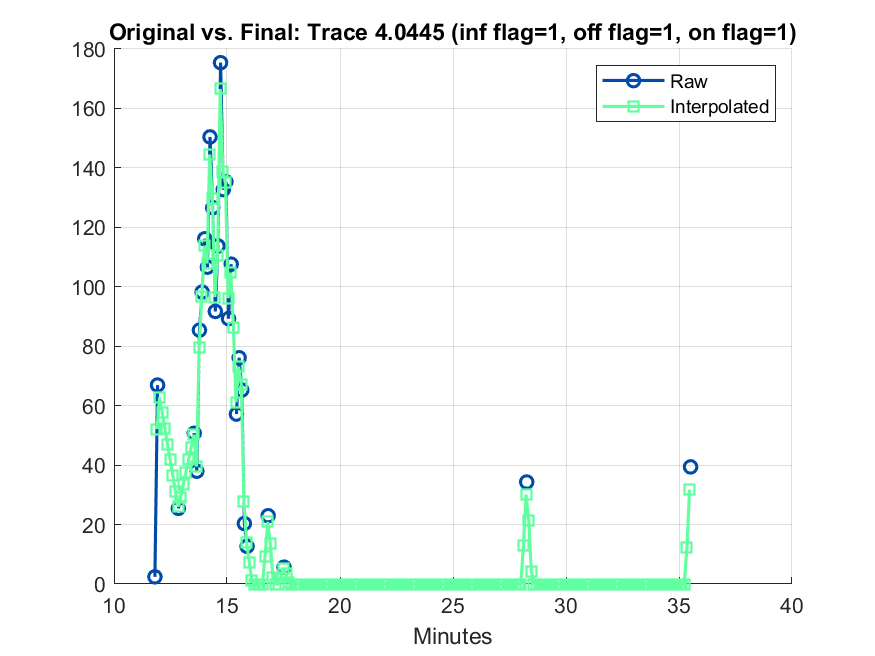 Original vs. Final: Trace 4.0445 (inf flag=1, off flag=1, on flag=1)
180
160
140
120
100
80
60
40
20
0
Raw
Interpolated
10 15 20 25 30 35 40
Minutes